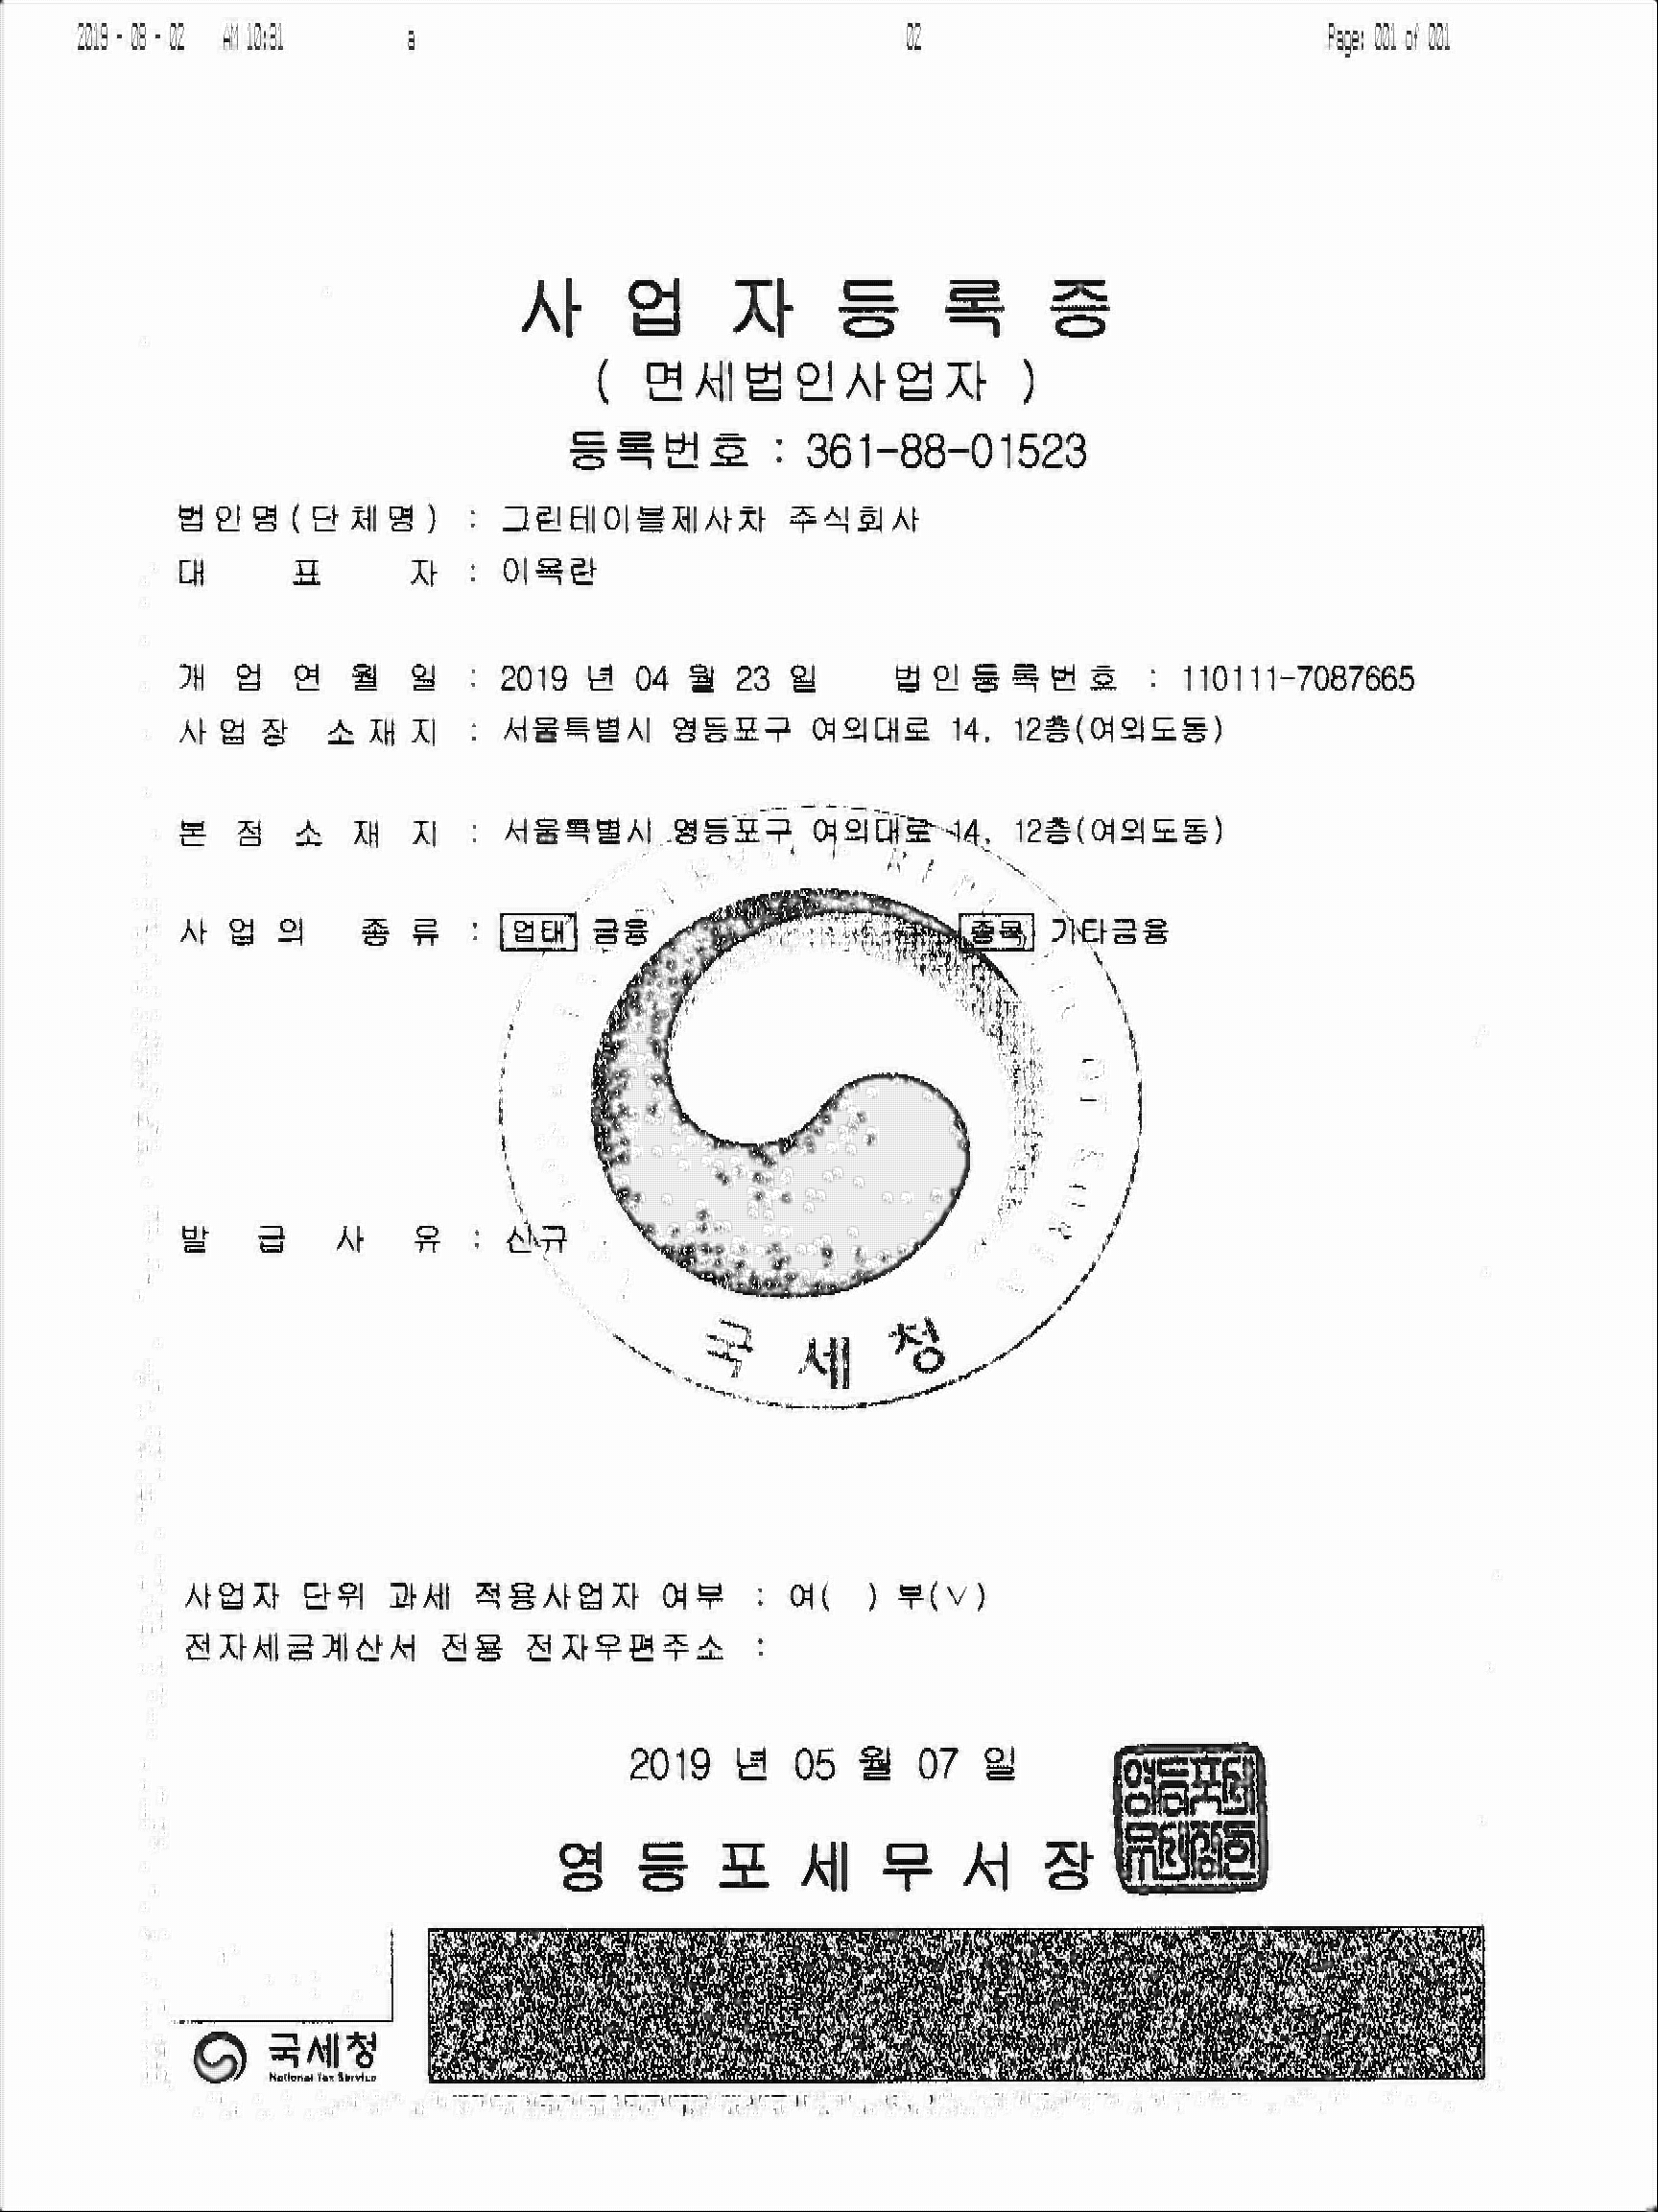 2019 - 08 - 02 AM 10:31 a 02 Page: 001 of 001
사 업 자 등 록 증
( 면세법인사업자 )
등록번호 : 361-88-01523
법인명(단체명) : 그린테이블제사차 주식회사
대 표 자 : 이옥란
개 업 연 월 일 : 2019 년 04 월 23 일 법인등록번호 : 110111-7087665
사업장 소재지 : 서울특별시 영등포구 여의대로 14, 12층(여의도동)
본 점 소 재 지 : 서울특별시 영등포구 여의대로 14, 12층(여의도동)
사 업 의 종 류 : 업태 금융 종목 기타금융
발 급 사 유 : 신규
국 세 청
사업자 단위 과세 적용사업자 여부 : 여( ) 부(∨)
전자세금계산서 전용 전자우편주소 :
2019 년 05 월 07 일
영 등 포 세 무 서 장
국세청
National Tax Service